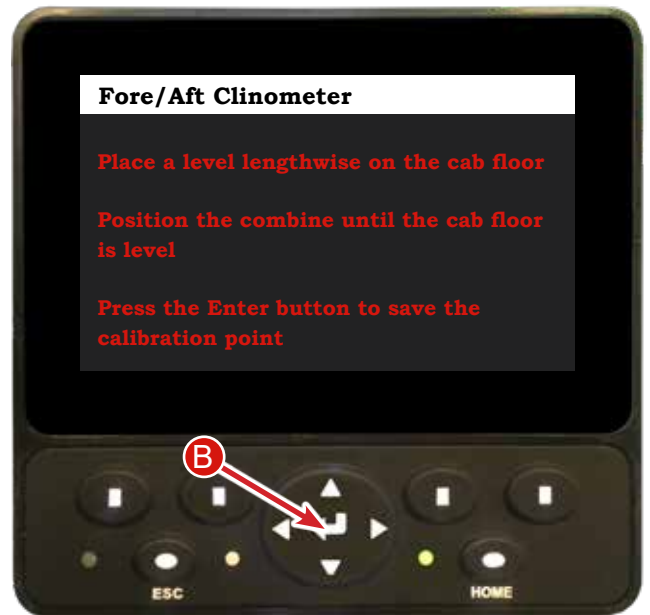 Fore/Aft Clinometer
Place a level lengthwise on the cab floor
Position the combine until the cab floor
is level
Press the Enter button to save the
calibration point
B
ESC
HOME